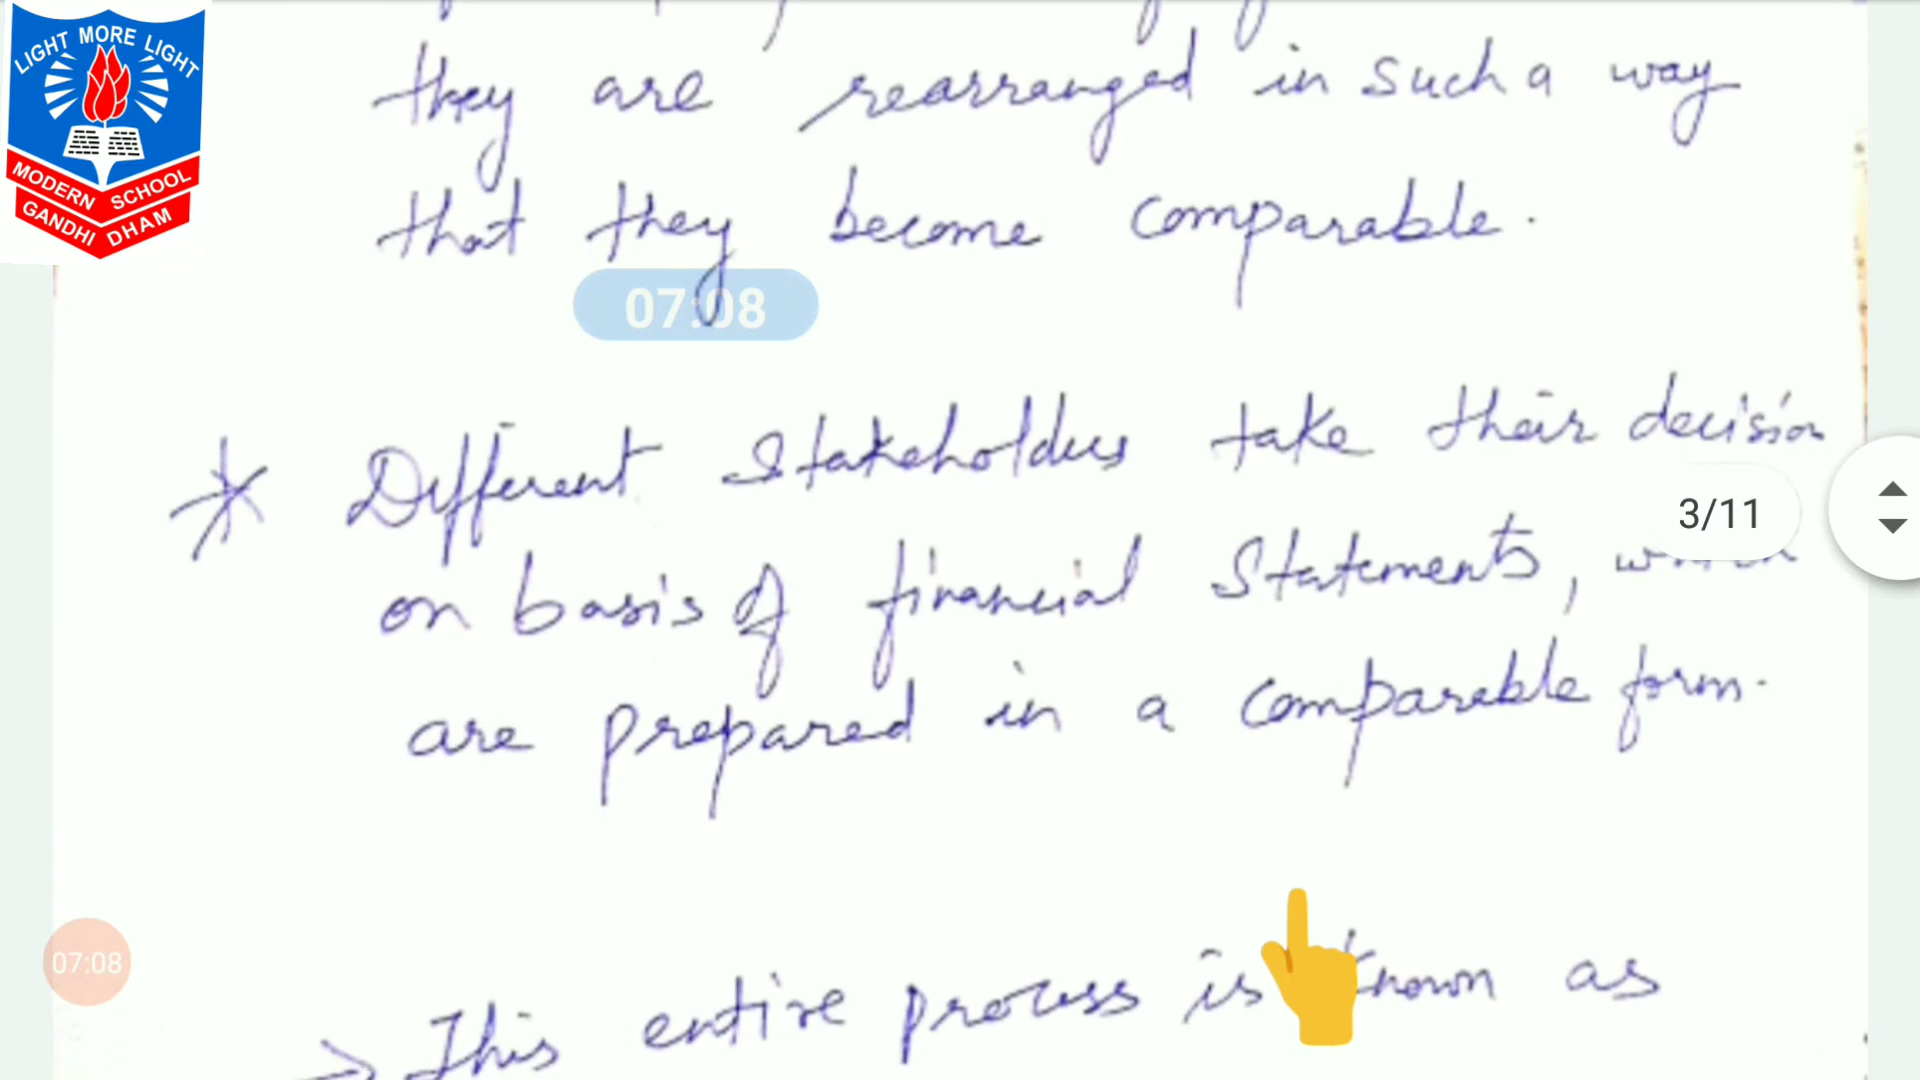 LIGHT MORE LIGHT
MODERN SCHOOL
GANDHI DHAM
they are rearranged in such a way
that they become comparable.
07:08
* Different Stakeholders take their decision
3/11
on basis of financial Statements, which
are prepared in a comparable form.
07:08
→ This entire process is known as